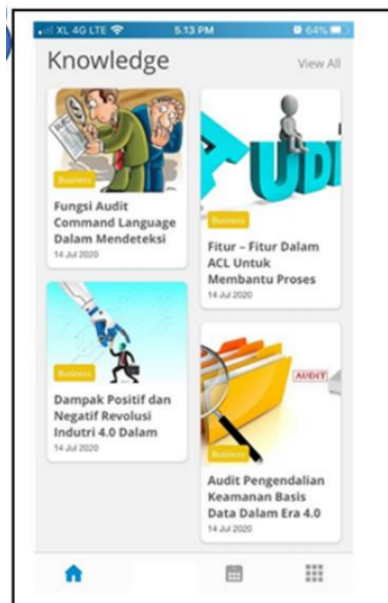 XL 4G LTE 5.13 PM 64%
Knowledge View All
Business
Fungsi Audit
Command Language
Dalam Mendeteksi
14 Jul 2020
AUDI
Business
Fitur – Fitur Dalam
ACL Untuk
Membantu Proses
14 Jul 2020
Business
Dampak Positif dan
Negatif Revolusi
Indutri 4.0 Dalam
14 Jul 2020
AUDIT
Business
Audit Pengendalian
Keamanan Basis
Data Dalam Era 4.0
14 Jul 2020